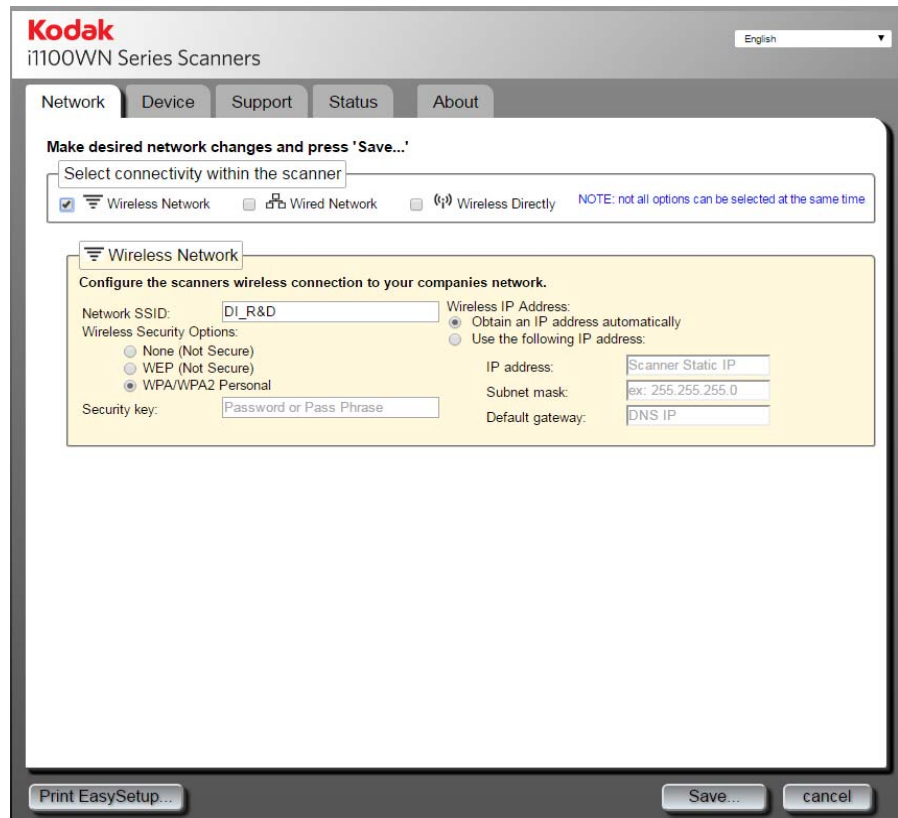 Kodak
i1100WN Series Scanners
English
Network Device Support Status About
Make desired network changes and press 'Save...'
Select connectivity within the scanner
Wireless Network Wired Network Wireless Directly NOTE: not all options can be selected at the same time
Wireless Network
Configure the scanners wireless connection to your companies network.
Network SSID: DI_R&D
Wireless Security Options:
None (Not Secure)
WEP (Not Secure)
WPA/WPA2 Personal
Security key: Password or Pass Phrase
Wireless IP Address:
Obtain an IP address automatically
Use the following IP address:
IP address: Scanner Static IP
Subnet mask: ex: 255.255.255.0
Default gateway: DNS IP
Print EasySetup... Save... cancel